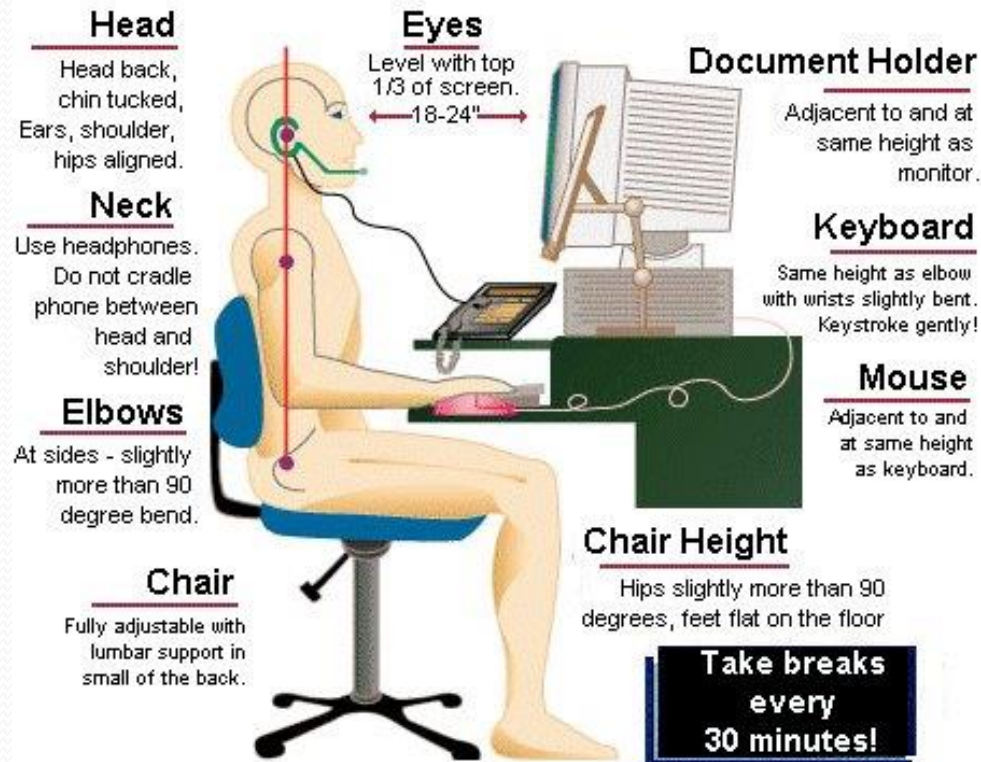 Head
Head back,
chin tucked,
Ears, shoulder,
hips aligned.
Neck
Use headphones.
Do not cradle
phone between
head and
shoulder!
Elbows
At sides - slightly
more than 90
degree bend.
Chair
Fully adjustable with
lumbar support in
small of the back.
Eyes
Level with top
1/3 of screen.
18-24"
Document Holder
Adjacent to and at
same height as
monitor.
Keyboard
Same height as elbow
with wrists slightly bent.
Keystroke gently!
Mouse
Adjacent to and
at same height
as keyboard.
Chair Height
Hips slightly more than 90
degrees, feet flat on the floor
Take breaks
every
30 minutes!